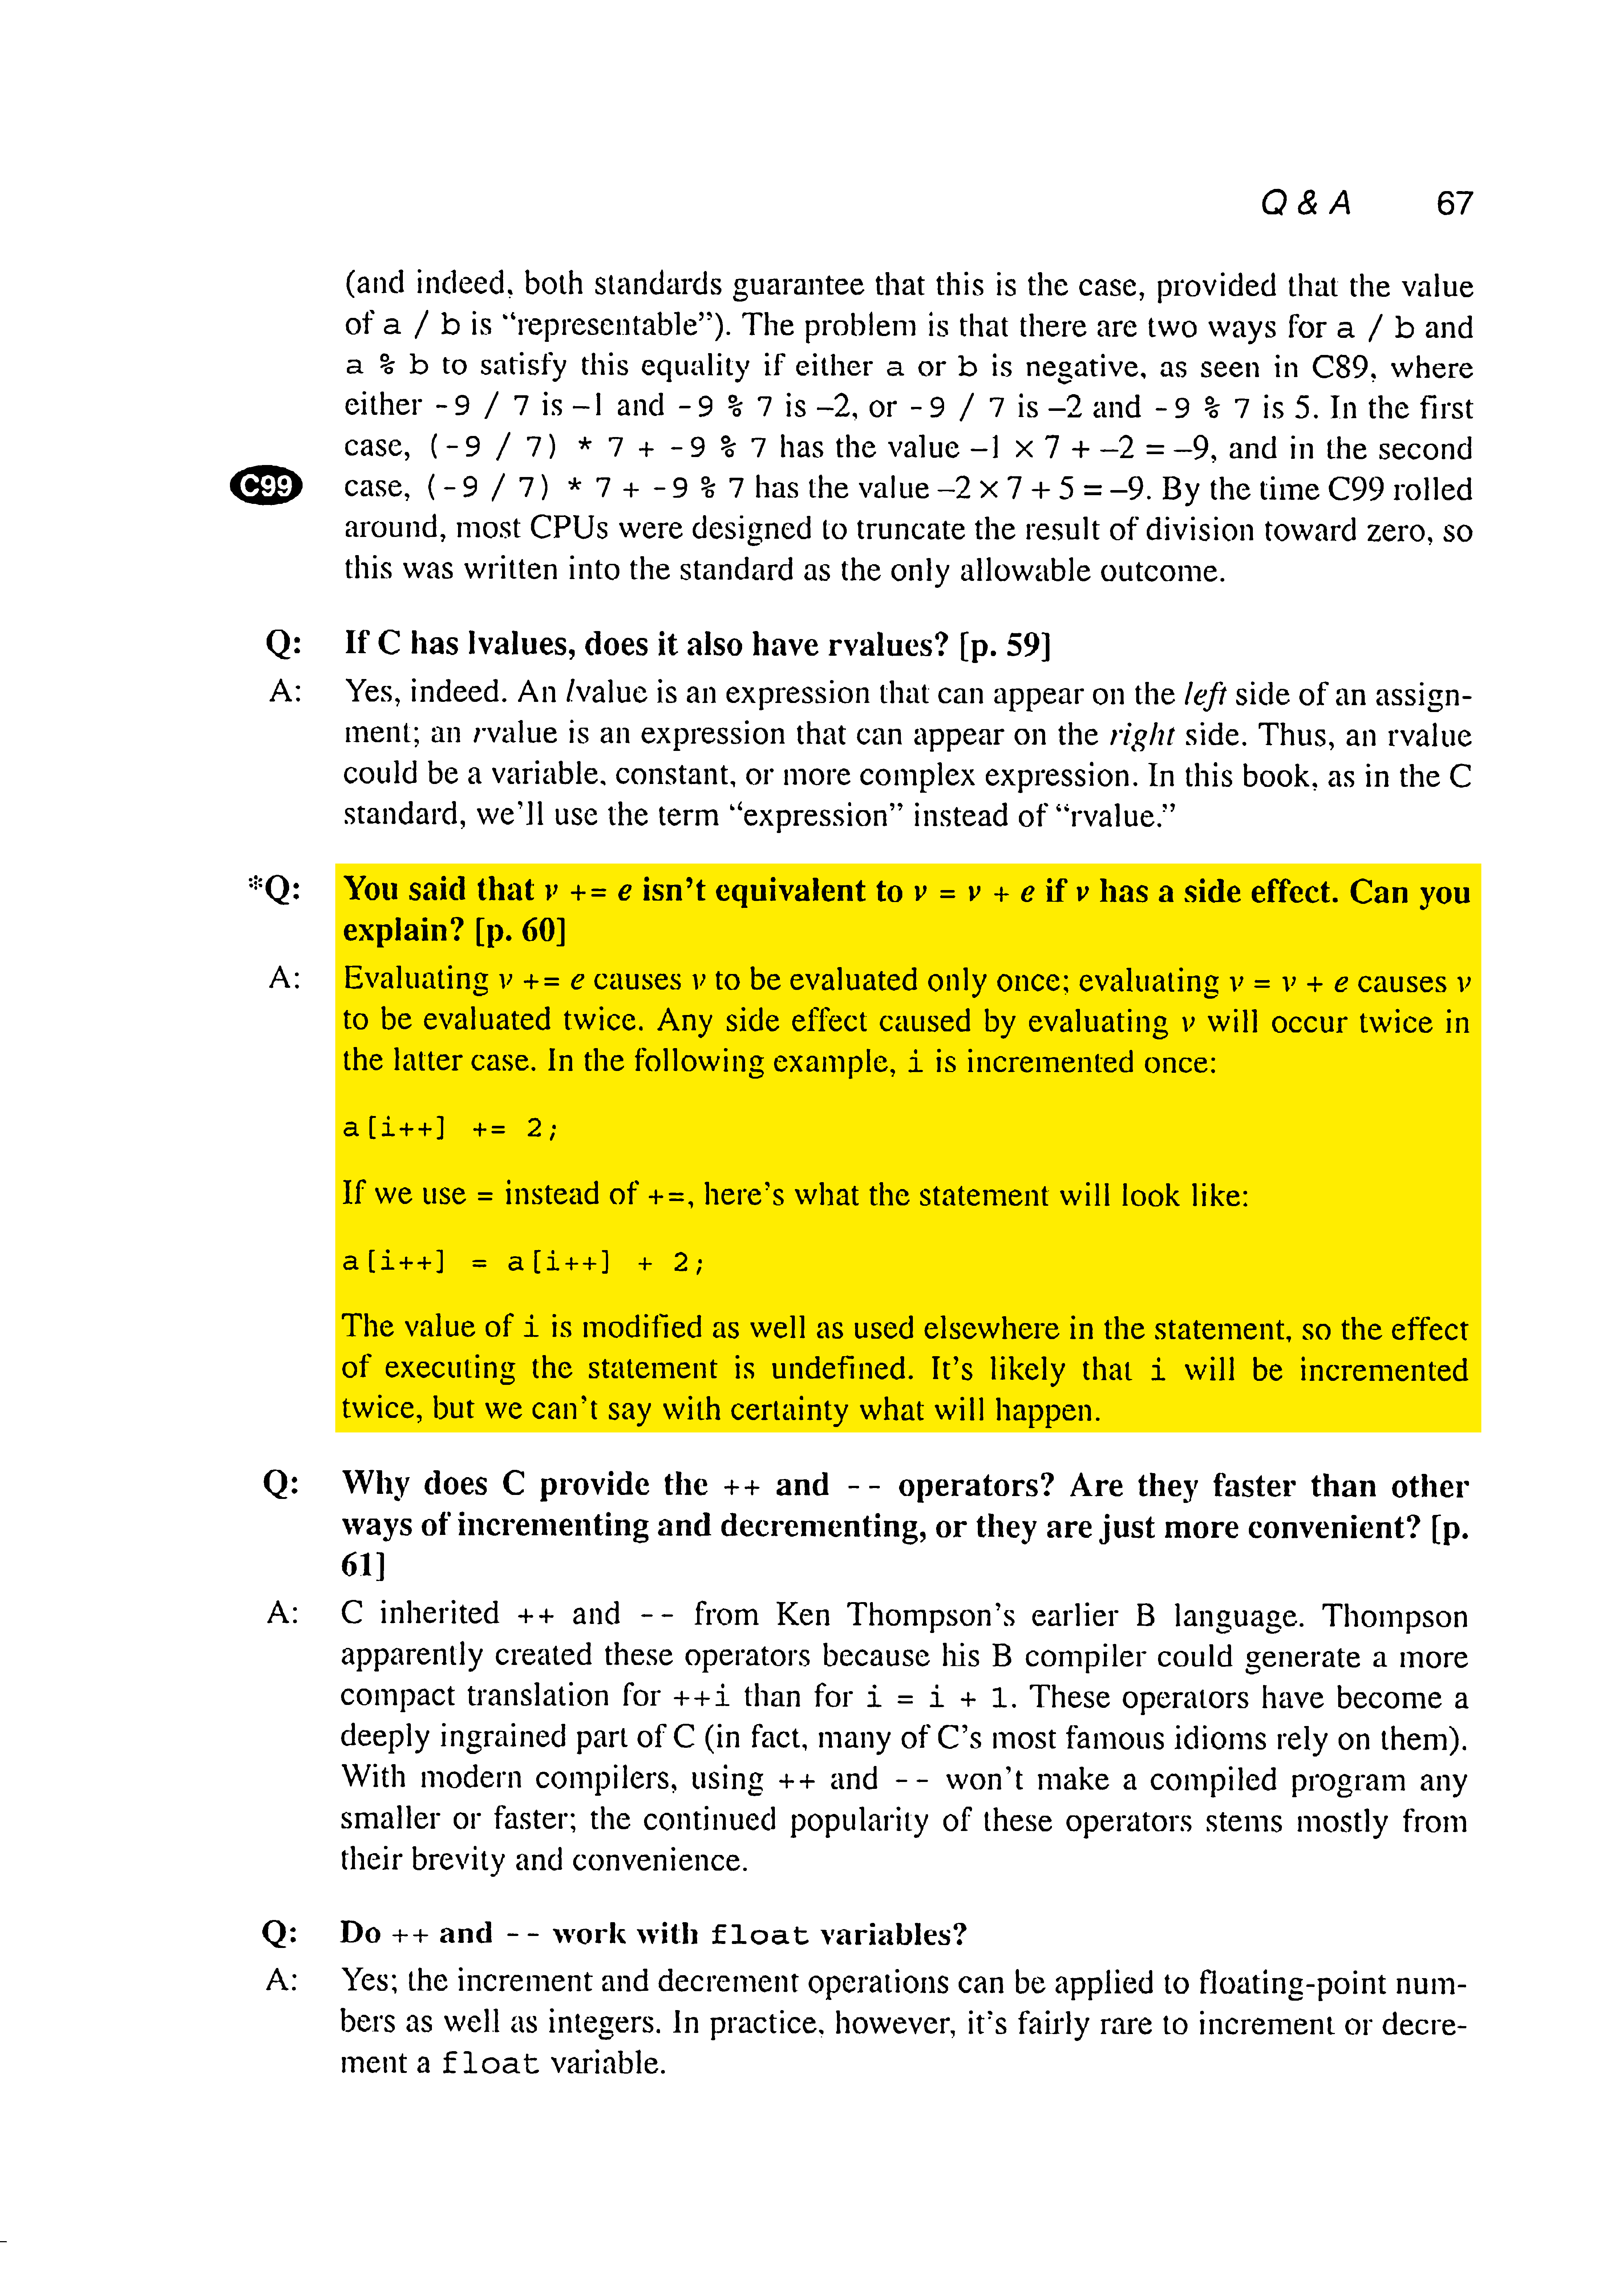 Q & A 67
(and indeed, both standards guarantee that this is the case, provided that the value
of a / b is “representable”). The problem is that there are two ways for a / b and
a % b to satisfy this equality if either a or b is negative, as seen in C89, where
either -9 / 7 is –1 and -9 % 7 is –2, or -9 / 7 is –2 and -9 % 7 is 5. In the first
case, (-9 / 7) * 7 + -9 % 7 has the value –1 × 7 + –2 = –9, and in the second
C99 case, (-9 / 7) * 7 + -9 % 7 has the value –2 × 7 + 5 = –9. By the time C99 rolled
around, most CPUs were designed to truncate the result of division toward zero, so
this was written into the standard as the only allowable outcome.
Q: If C has lvalues, does it also have rvalues? [p. 59]
A: Yes, indeed. An lvalue is an expression that can appear on the left side of an assign-
ment; an rvalue is an expression that can appear on the right side. Thus, an rvalue
could be a variable, constant, or more complex expression. In this book, as in the C
standard, we’ll use the term “expression” instead of “rvalue.”
*Q: You said that v += e isn’t equivalent to v = v + e if v has a side effect. Can you
explain? [p. 60]
A: Evaluating v += e causes v to be evaluated only once; evaluating v = v + e causes v
to be evaluated twice. Any side effect caused by evaluating v will occur twice in
the latter case. In the following example, i is incremented once:
a[i++] += 2;
If we use = instead of +=, here’s what the statement will look like:
a[i++] = a[i++] + 2;
The value of i is modified as well as used elsewhere in the statement, so the effect
of executing the statement is undefined. It’s likely that i will be incremented
twice, but we can’t say with certainty what will happen.
Q: Why does C provide the ++ and -- operators? Are they faster than other
ways of incrementing and decrementing, or they are just more convenient? [p.
61]
A: C inherited ++ and -- from Ken Thompson’s earlier B language. Thompson
apparently created these operators because his B compiler could generate a more
compact translation for ++i than for i = i + 1. These operators have become a
deeply ingrained part of C (in fact, many of C’s most famous idioms rely on them).
With modern compilers, using ++ and -- won’t make a compiled program any
smaller or faster; the continued popularity of these operators stems mostly from
their brevity and convenience.
Q: Do ++ and -- work with float variables?
A: Yes; the increment and decrement operations can be applied to floating-point num-
bers as well as integers. In practice, however, it’s fairly rare to increment or decre-
ment a float variable.